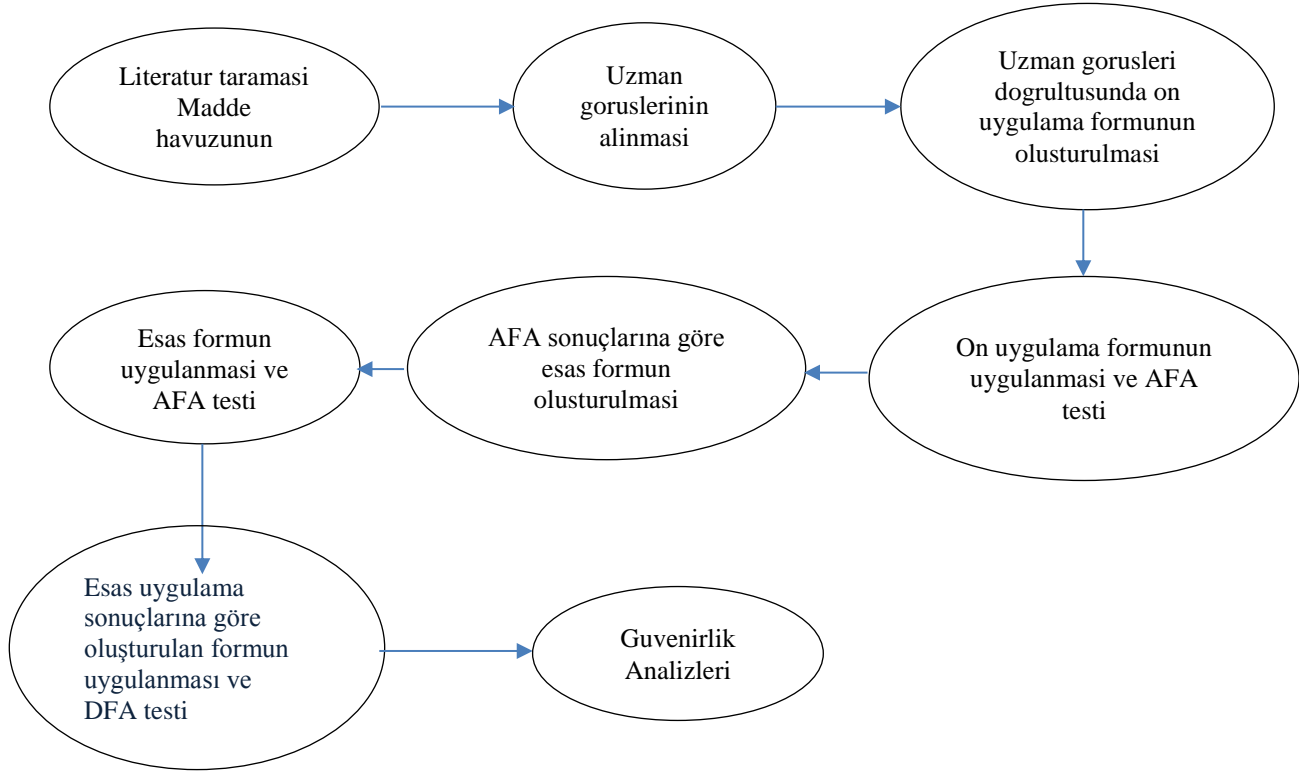 Literatur taramasi
Madde
havuzunun
Uzman
goruslerinin
alinmasi
Uzman gorusleri
dogrultusunda on
uygulama formunun
olusturulmasi
On uygulama formunun
uygulanmasi ve AFA
testi
AFA sonuçlarına göre
esas formun
olusturulmasi
Esas formun
uygulanmasi ve
AFA testi
Esas uygulama
sonuçlarına göre
oluşturulan formun
uygulanması ve
DFA testi
Guvenirlik
Analizleri